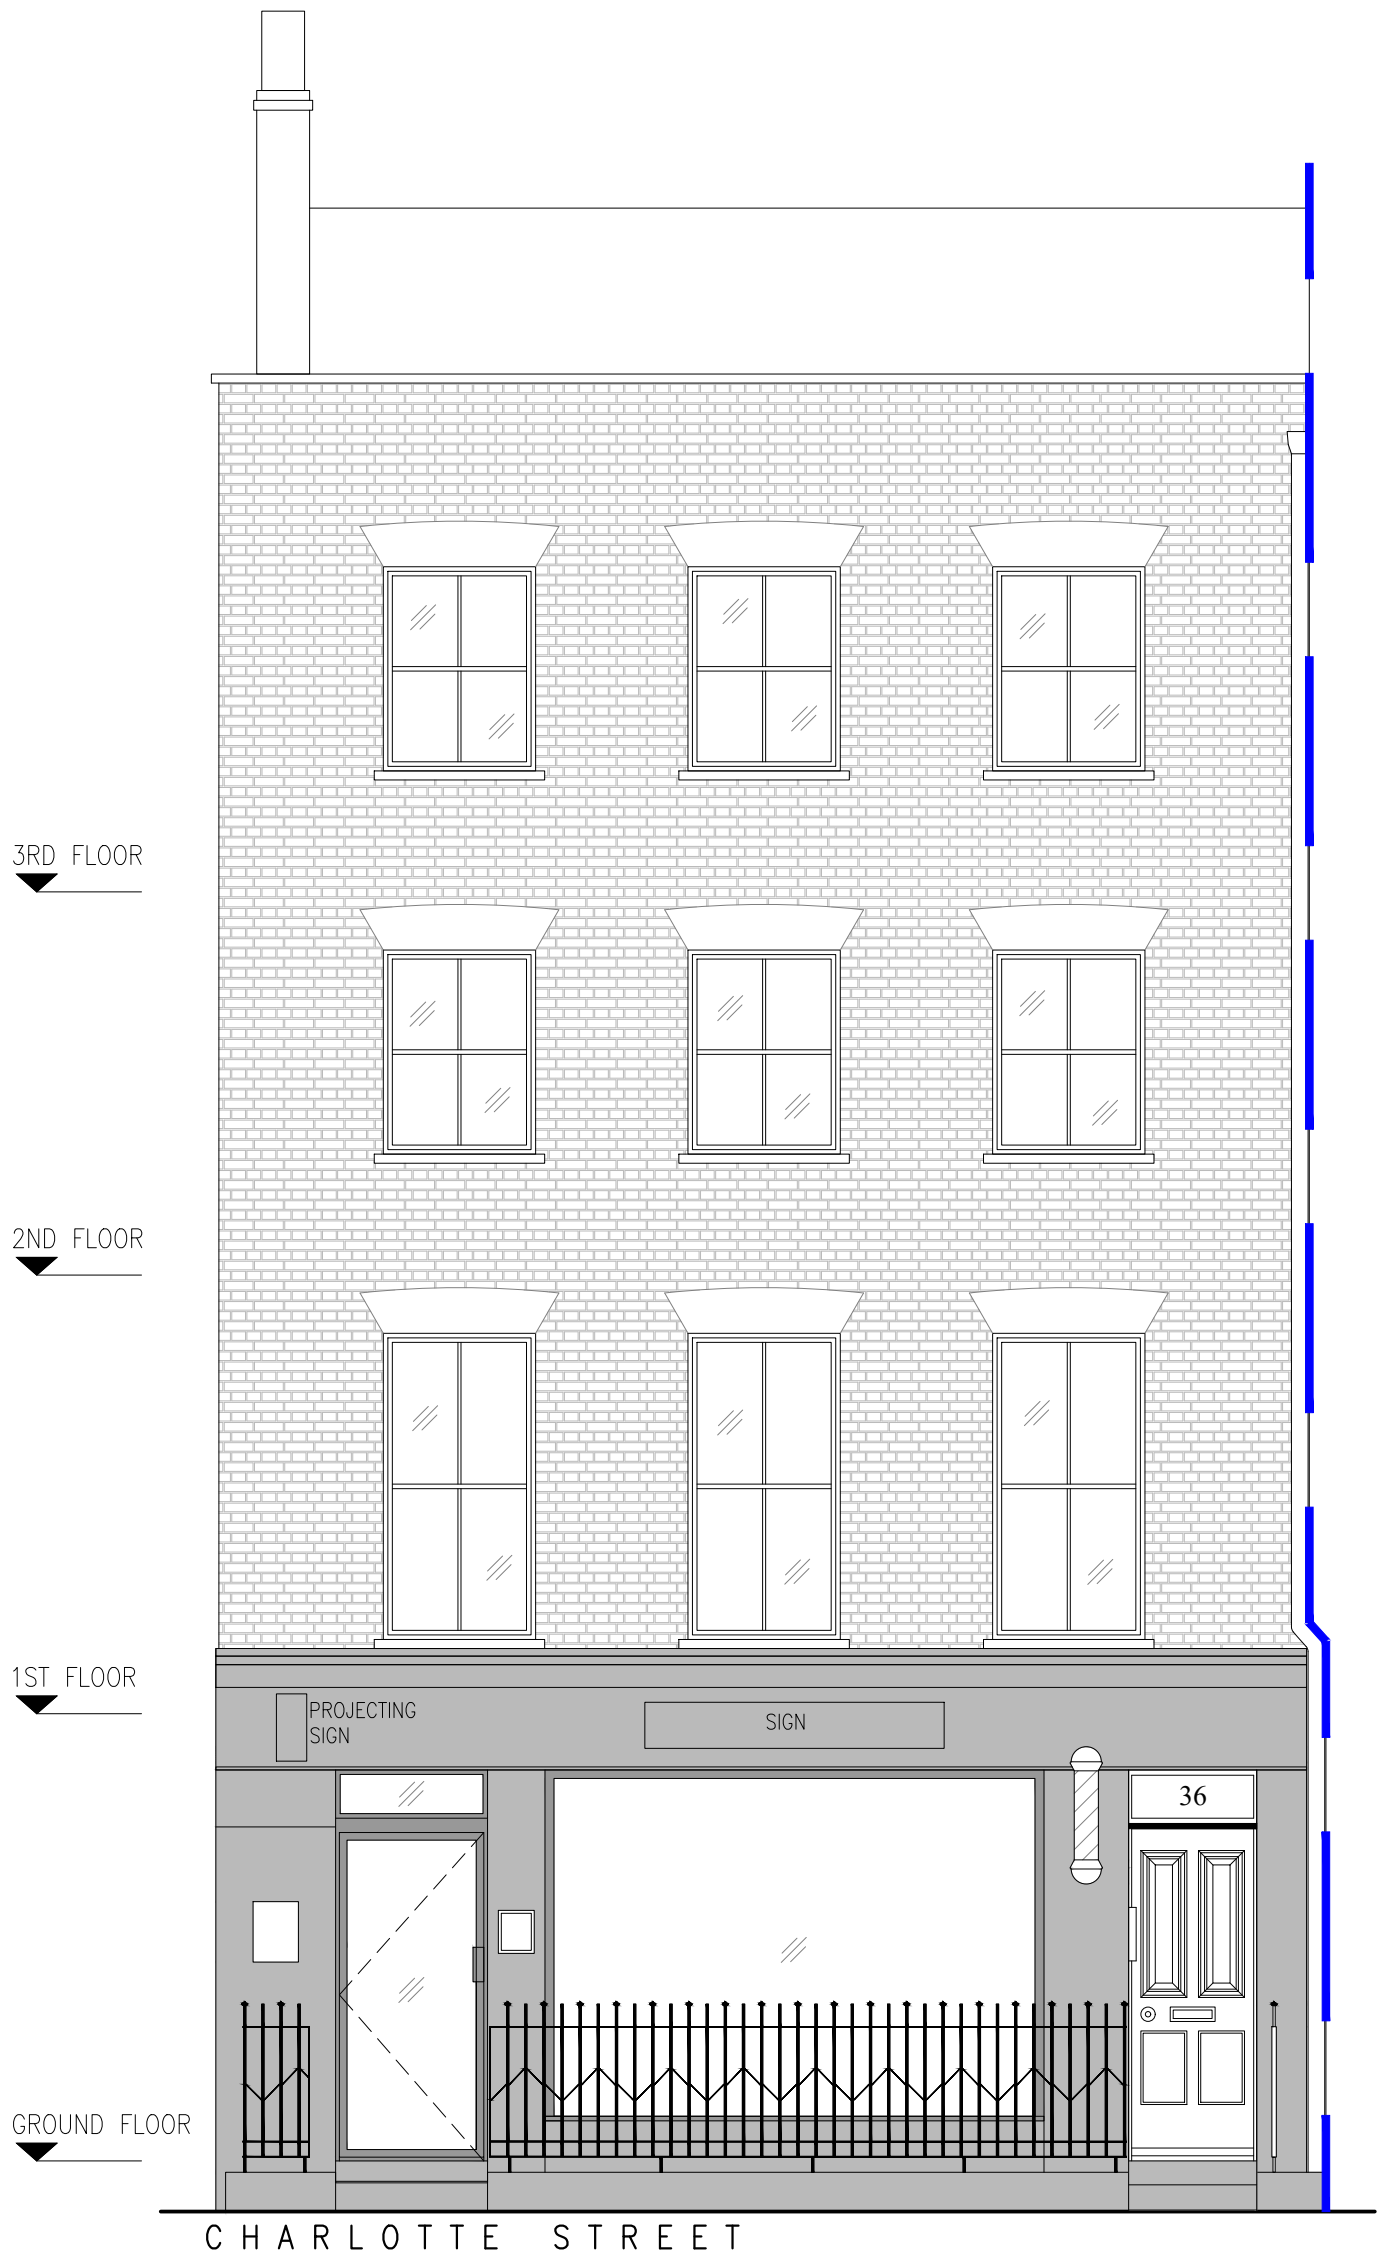 3RD FLOOR
2ND FLOOR
1ST FLOOR
PROJECTING
SIGN
SIGN
36
GROUND FLOOR
CHARLOTTE STREET